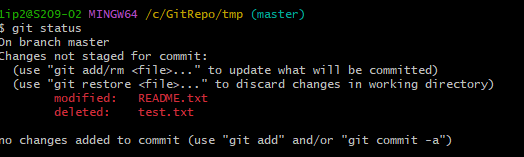 lip2@S209-02 MINGW64 /c/GitRepo/tmp (master)
$ git status
On branch master
Changes not staged for commit:
  (use "git add/rm <file>..." to update what will be committed)
  (use "git restore <file>..." to discard changes in working directory)
        modified:   README.txt
        deleted:    test.txt

no changes added to commit (use "git add" and/or "git commit -a")